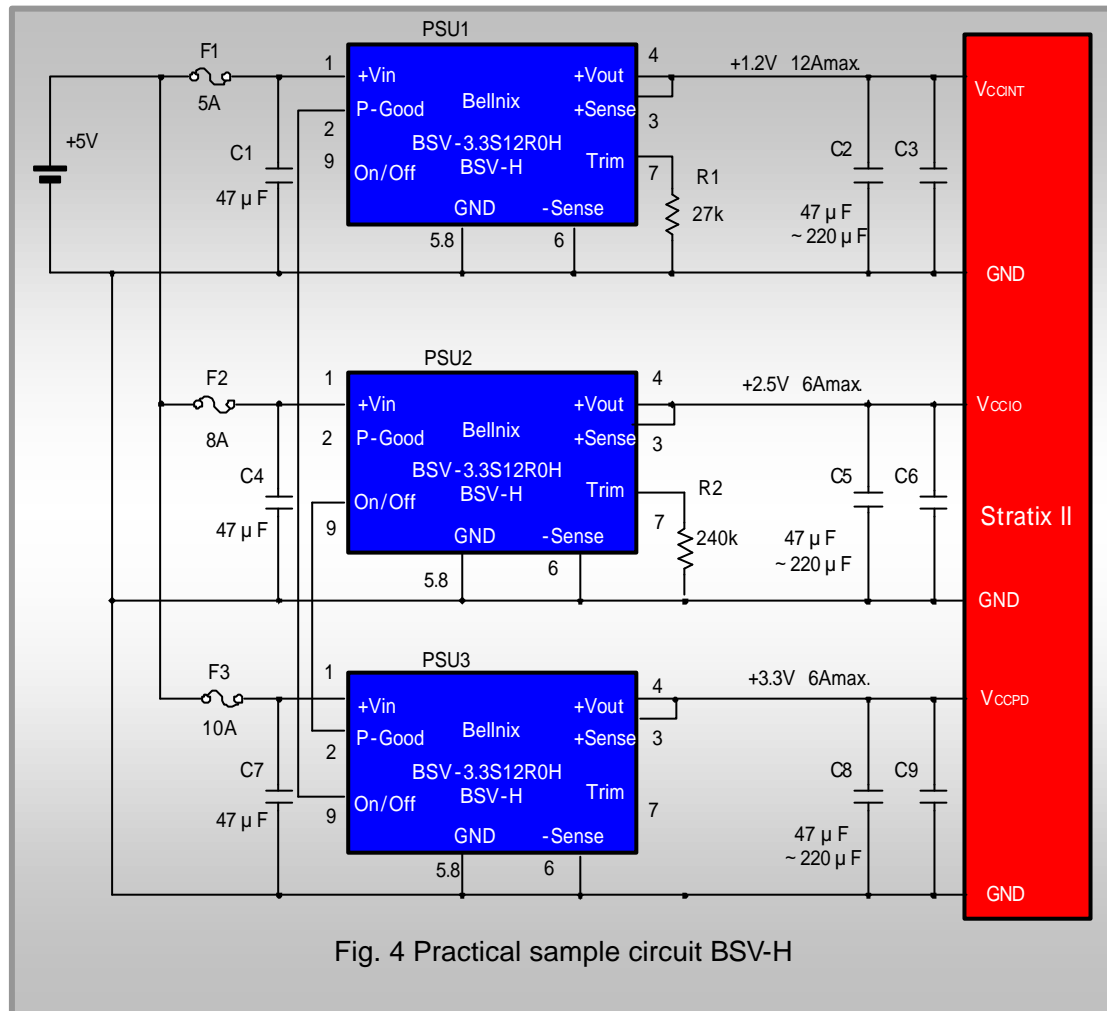 PSU1
F1
5A
+5V
C1
47 µ F
1
2
9
+Vin
P-Good
On/Off
Bellnix
BSV-3.3S12R0H
BSV-H
GND
-Sense
+Vout
+Sense
Trim
4
3
7
5.8
6
+1.2V 12Amax.
R1
27k
C2
C3
47 µ F
~ 220 µ F
VCCINT
GND
PSU2
F2
8A
C4
47 µ F
1
2
9
+Vin
P-Good
On/Off
Bellnix
BSV-3.3S12R0H
BSV-H
GND
-Sense
+Vout
+Sense
Trim
4
3
7
5.8
6
+2.5V 6Amax.
R2
240k
C5
C6
47 µ F
~ 220 µ F
VCCIO
Stratix II
GND
PSU3
F3
10A
C7
47 µ F
1
2
9
+Vin
P-Good
On/Off
Bellnix
BSV-3.3S12R0H
BSV-H
GND
-Sense
+Vout
+Sense
Trim
4
3
7
5.8
6
+3.3V 6Amax.
C8
C9
47 µ F
~ 220 µ F
VCCPD
GND
Fig. 4 Practical sample circuit BSV-H